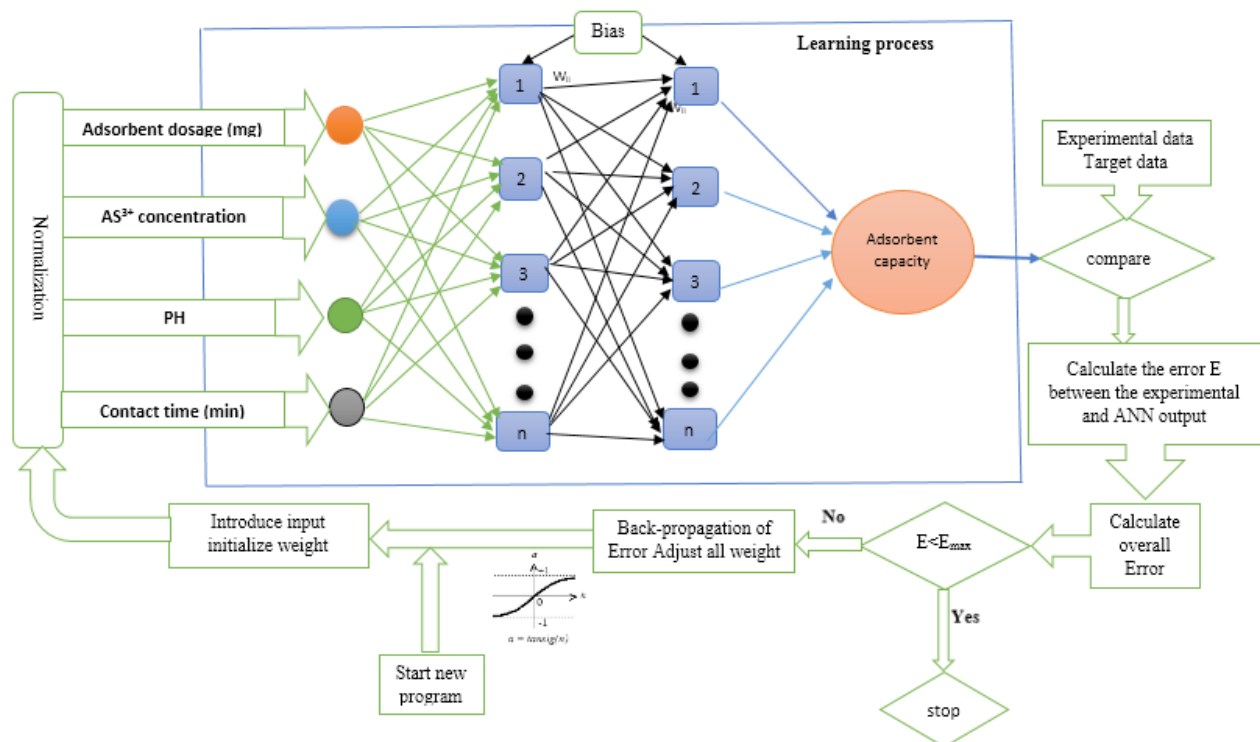 Bias
Learning process
Normalization
Adsorbent dosage (mg)
AS³⁺ concentration
PH
Contact time (min)
1
2
3
n
W
1
2
3
n
Adsorbent
capacity
Experimental data
Target data
compare
Calculate the error E
between the experimental
and ANN output
Calculate
overall
Error
E<Emax
No
Yes
stop
Back-propagation of
Error Adjust all weight
Introduce input
initialize weight
a
1
0
n
-1
a = tansig(n)
Start new
program